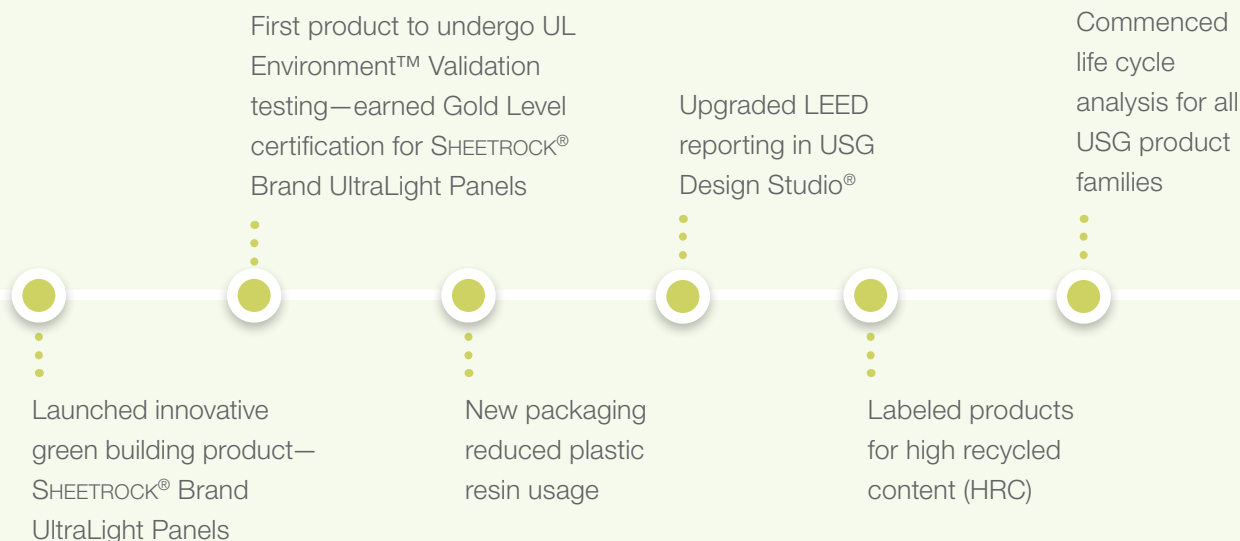 First product to undergo UL
Environment™ Validation
testing—earned Gold Level
certification for SHEETROCK®
Brand UltraLight Panels
Upgraded LEED
reporting in USG
Design Studio®
Commenced
life cycle
analysis for all
USG product
families
Launched innovative
green building product—
SHEETROCK® Brand
UltraLight Panels
New packaging
reduced plastic
resin usage
Labeled products
for high recycled
content (HRC)